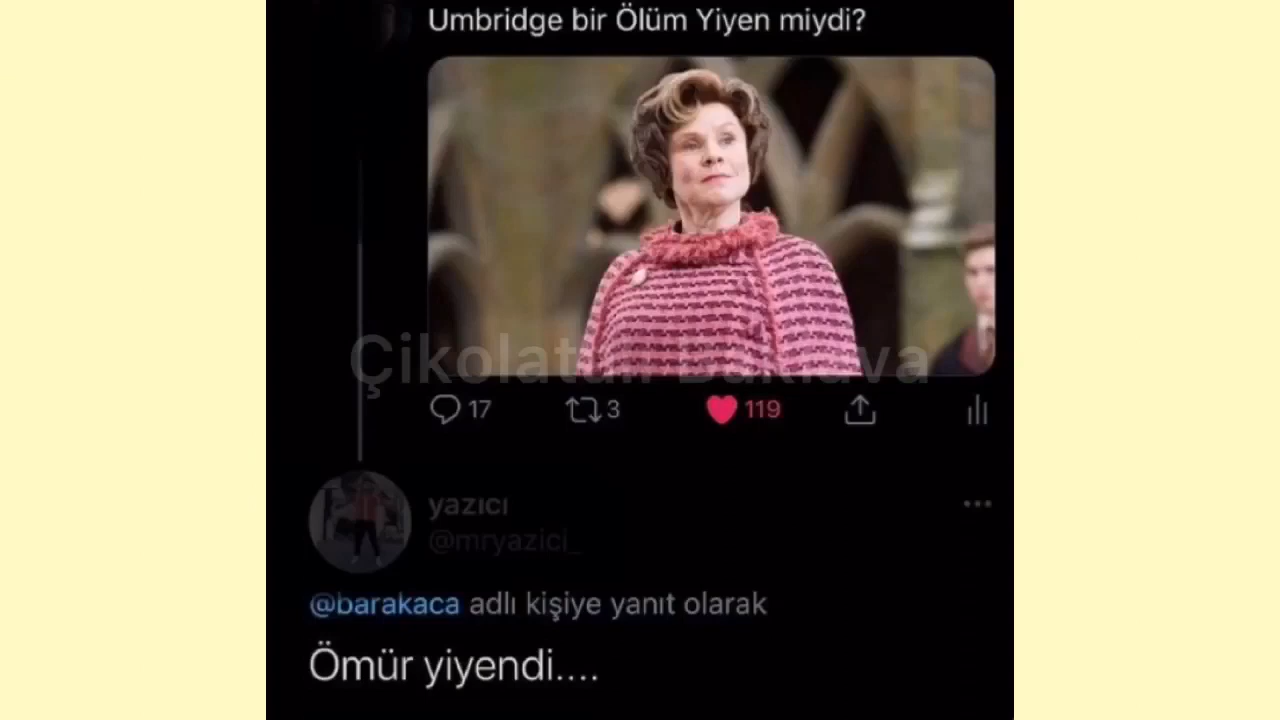 Umbridge bir Ölüm Yiyen miydi?
Çikolatalı Baklava
17 3 119
yazıcı
@mryazici_
@barakaca adlı kişiye yanıt olarak
Ömür yiyendi....